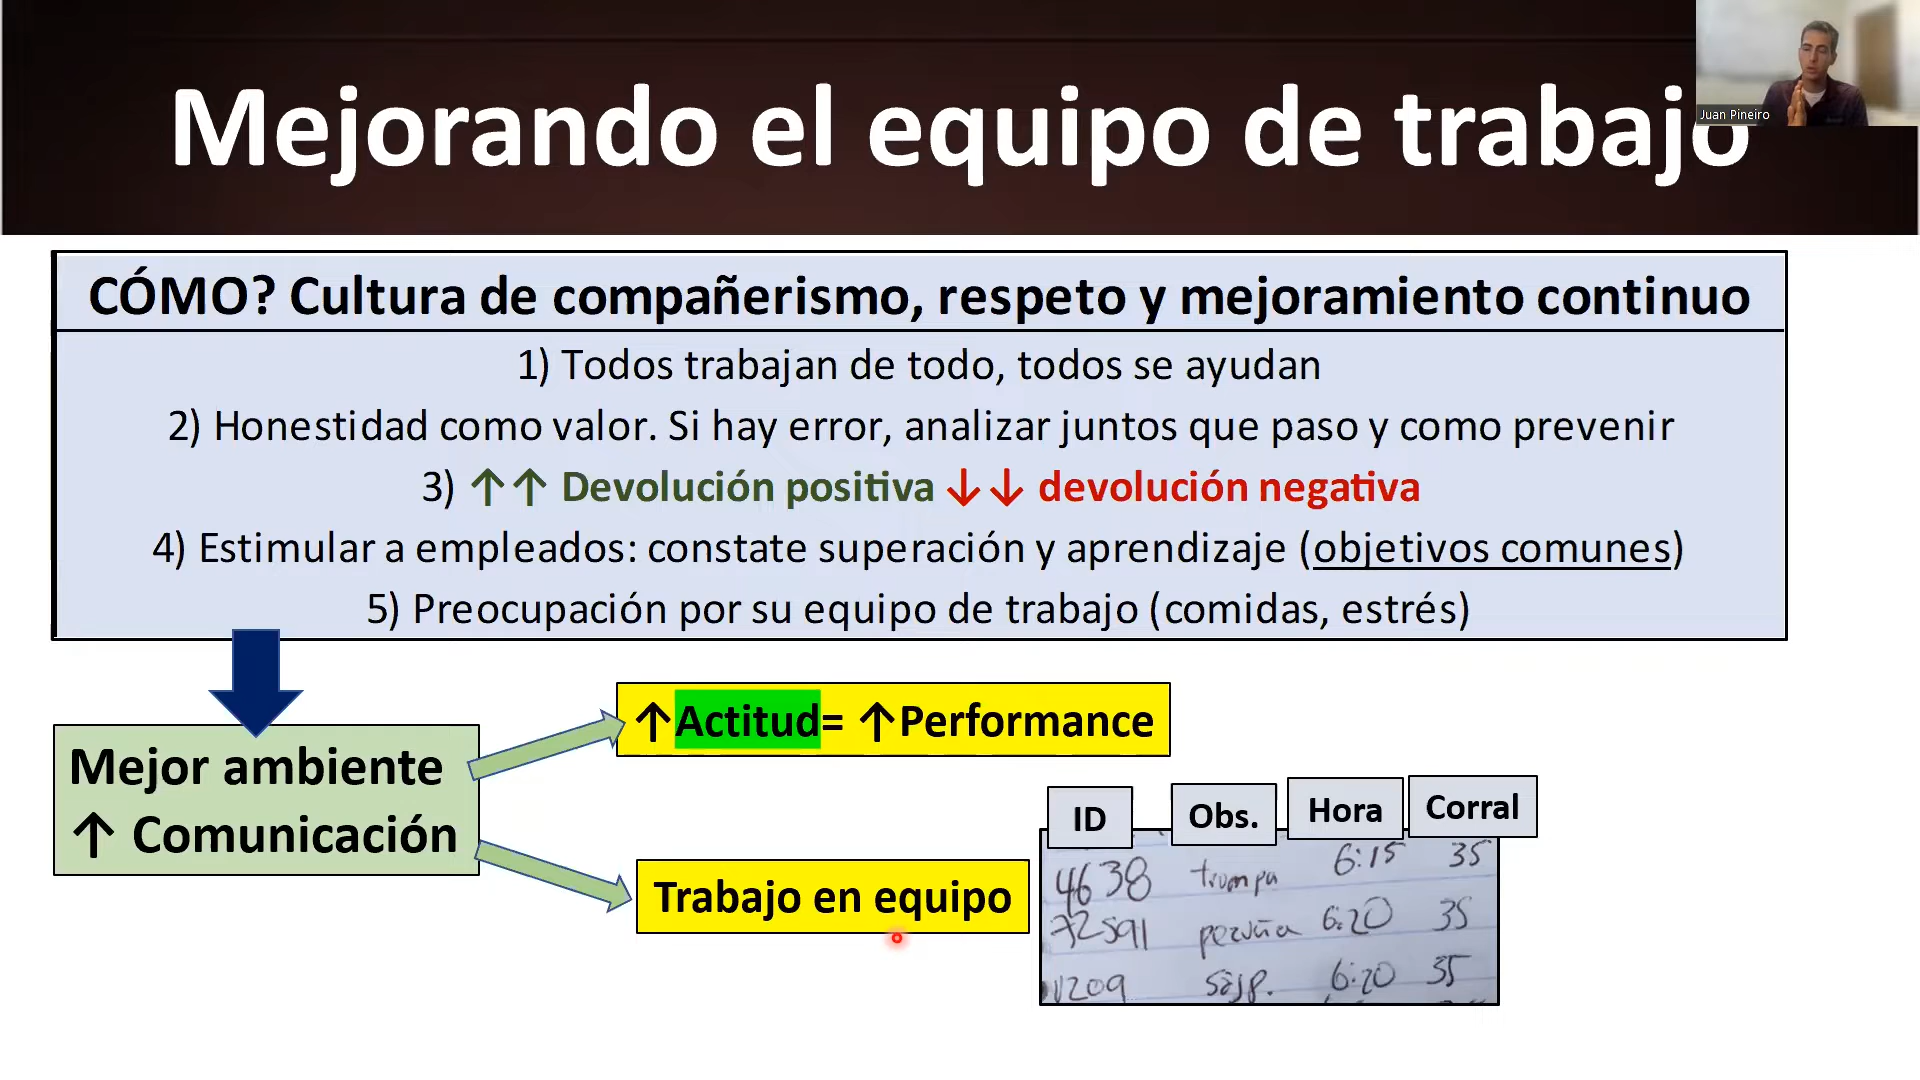 Mejorando el equipo de trabajo
Juan Pineiro
CÓMO? Cultura de compañerismo, respeto y mejoramiento continuo
1) Todos trabajan de todo, todos se ayudan
2) Honestidad como valor. Si hay error, analizar juntos que paso y como prevenir
3) ↑↑ Devolución positiva ↓↓ devolución negativa
4) Estimular a empleados: constate superación y aprendizaje (objetivos comunes)
5) Preocupación por su equipo de trabajo (comidas, estrés)
Mejor ambiente
↑ Comunicación
↑Actitud= ↑Performance
Trabajo en equipo
ID Obs. Hora Corral
4638 trompa 6:15 35
72591 pezuña 6:20 35
1209 6:20 35